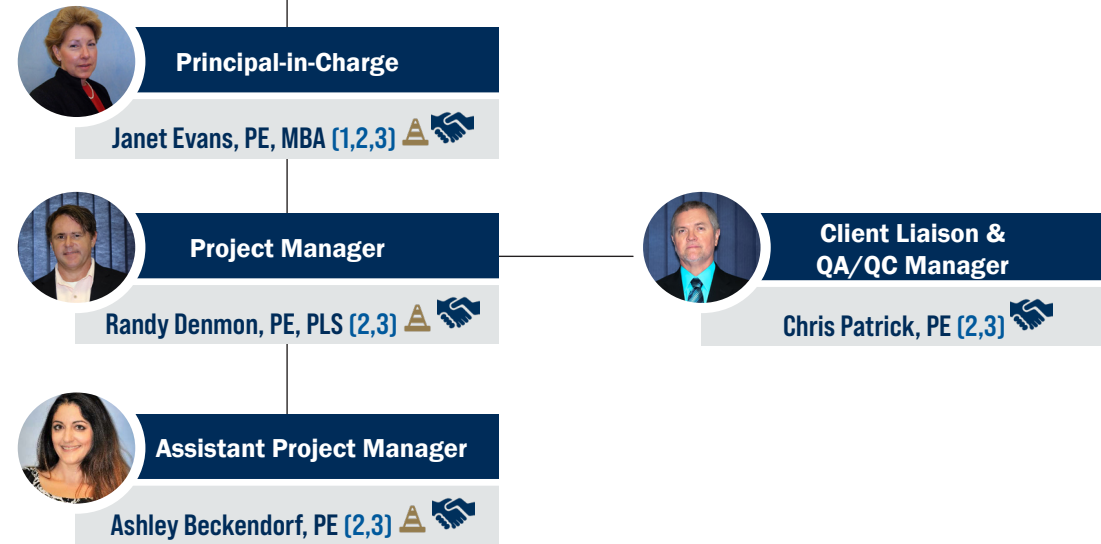 Principal-in-Charge
Janet Evans, PE, MBA (1,2,3)
Project Manager
Randy Denmon, PE, PLS (2,3)
Client Liaison &
QA/QC Manager
Chris Patrick, PE (2,3)
Assistant Project Manager
Ashley Beckendorf, PE (2,3)